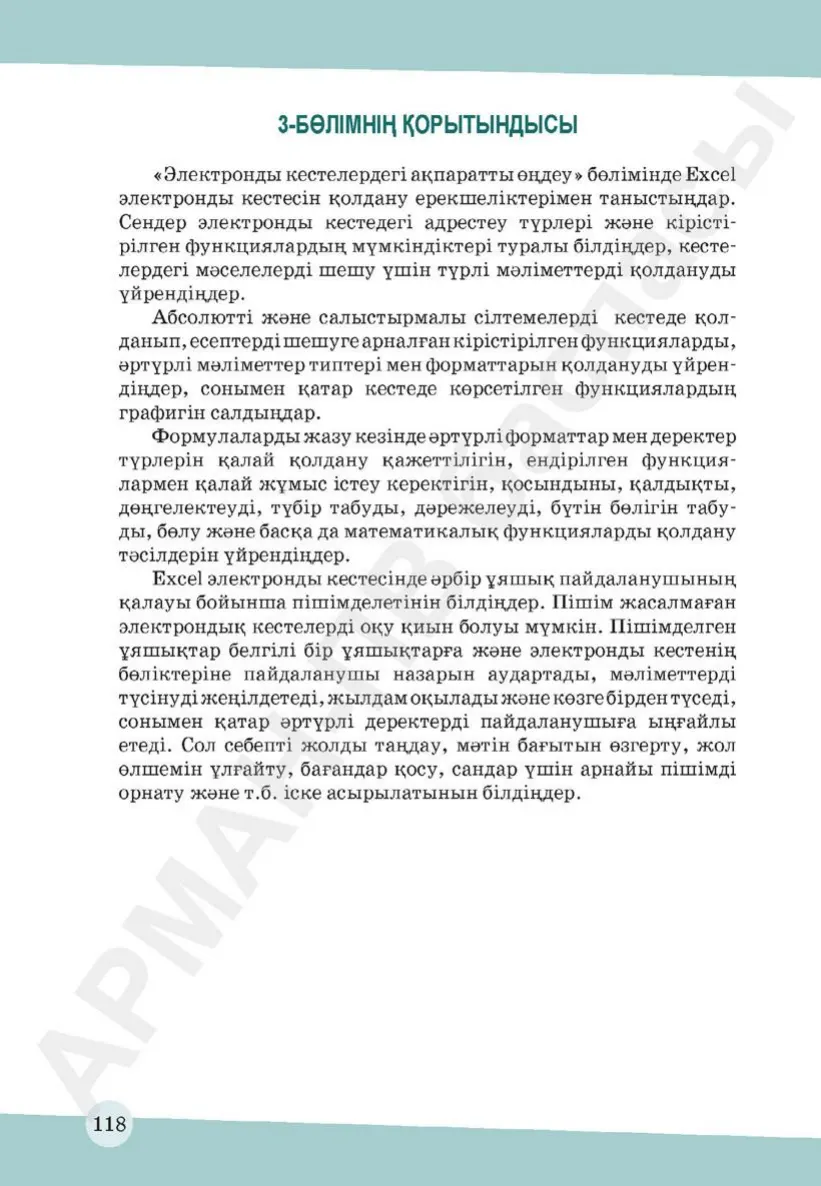 3-БӨЛІМНІҢ ҚОРЫТЫНДЫСЫ
«Электронды кестелердегі ақпаратты өңдеу» бөлімінде Excel
электронды кестесін қолдану ерекшеліктерімен таныстыңдар.
Сендер электронды кестедегі адрестеу түрлері және кірісті-
рілген функциялардың мүмкіндіктері туралы білдіңдер, кесте-
лердегі мәселелерді шешу үшін түрлі мәліметтерді қолдануды
үйрендіңдер.
Абсолютті және салыстырмалы сілтемелерді кестеде қол-
данып, есептерді шешуге арналған кірістірілген функцияларды,
әртүрлі мәліметтер типтері мен форматтарын қолдануды үйрен-
діңдер, сонымен қатар кестеде көрсетілген функциялардың
графигін салдыңдар.
Формулаларды жазу кезінде әртүрлі форматтар мен деректер
түрлерін қалай қолдану қажеттілігін, ендірілген функция-
лармен қалай жұмыс істеу керектігін, қосындыны, қалдықты,
дөңгелектеуді, түбір табуды, дәрежелеуді, бүтін бөлігін табу-
ды, бөлу және басқа да математикалық функцияларды қолдану
тәсілдерін үйрендіңдер.
Excel электронды кестесінде әрбір ұяшық пайдаланушының
қалауы бойынша пішімделетінін білдіңдер. Пішім жасалмаған
электрондық кестелерді оқу қиын болуы мүмкін. Пішімделген
ұяшықтар белгілі бір ұяшықтарға және электронды кестенің
бөліктеріне пайдаланушы назарын аудартады, мәліметтерді
түсінуді жеңілдетеді, жылдам оқылады және көзге бірден түседі,
сонымен қатар әртүрлі деректерді пайдаланушыға ыңғайлы
етеді. Сол себепті жолды таңдау, мәтін бағытын өзгерту, жол
өлшемін ұлғайту, бағандар қосу, сандар үшін арнайы пішімді
орнату және т.б. іске асырылатынын білдіңдер.
АРМАН-ПВ баспасы
118